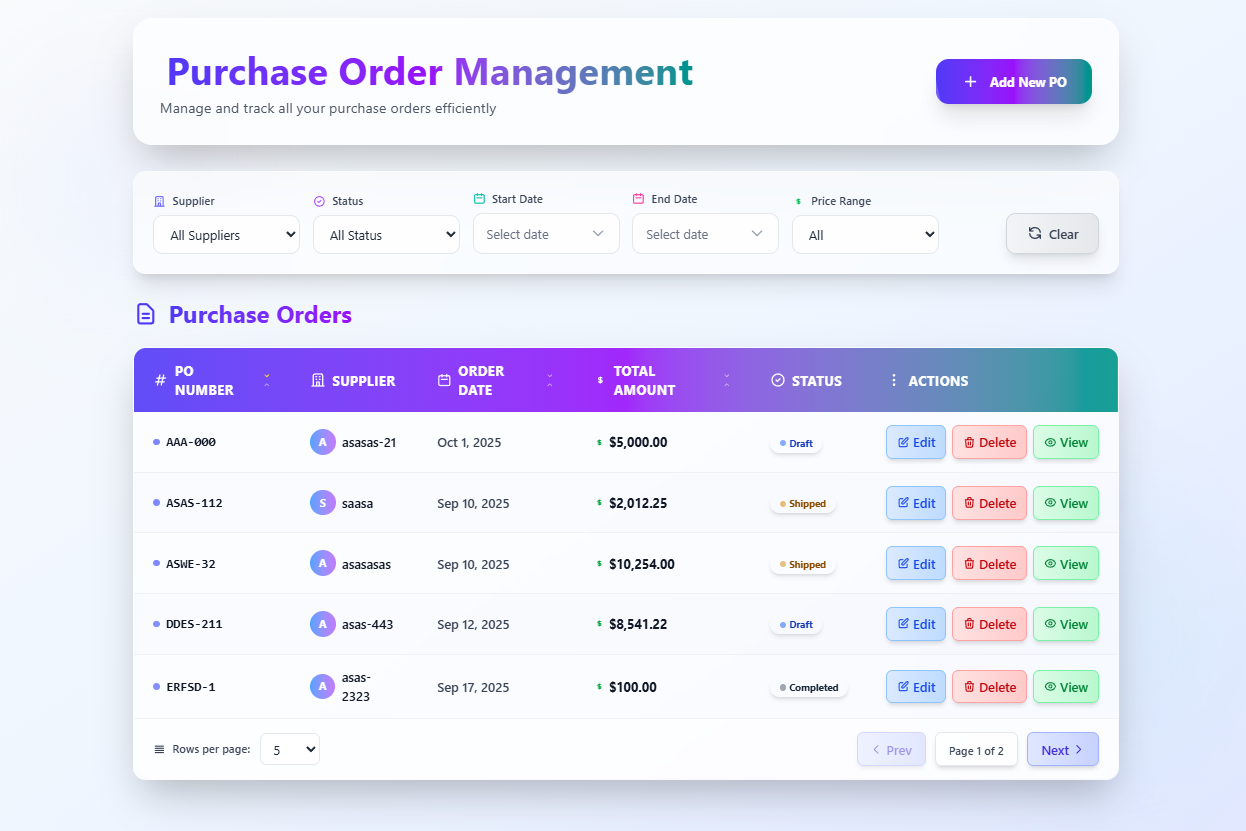 Purchase Order Management
Manage and track all your purchase orders efficiently
+ Add New PO
Supplier
Status
Start Date
End Date
$ Price Range
All Suppliers
All Status
Select date
Select date
All
Clear
Purchase Orders
# PO NUMBER
SUPPLIER
ORDER DATE
$ TOTAL AMOUNT
STATUS
ACTIONS
AAA-000 A asasas-21 Oct 1, 2025 $ $5,000.00 Draft Edit Delete View
ASAS-112 S saasa Sep 10, 2025 $ $2,012.25 Shipped Edit Delete View
ASWE-32 A asasasas Sep 10, 2025 $ $10,254.00 Shipped Edit Delete View
DDES-211 A asas-443 Sep 12, 2025 $ $8,541.22 Draft Edit Delete View
ERFSD-1 A asas-2323 Sep 17, 2025 $ $100.00 Completed Edit Delete View
Rows per page: 5
Prev
Page 1 of 2
Next